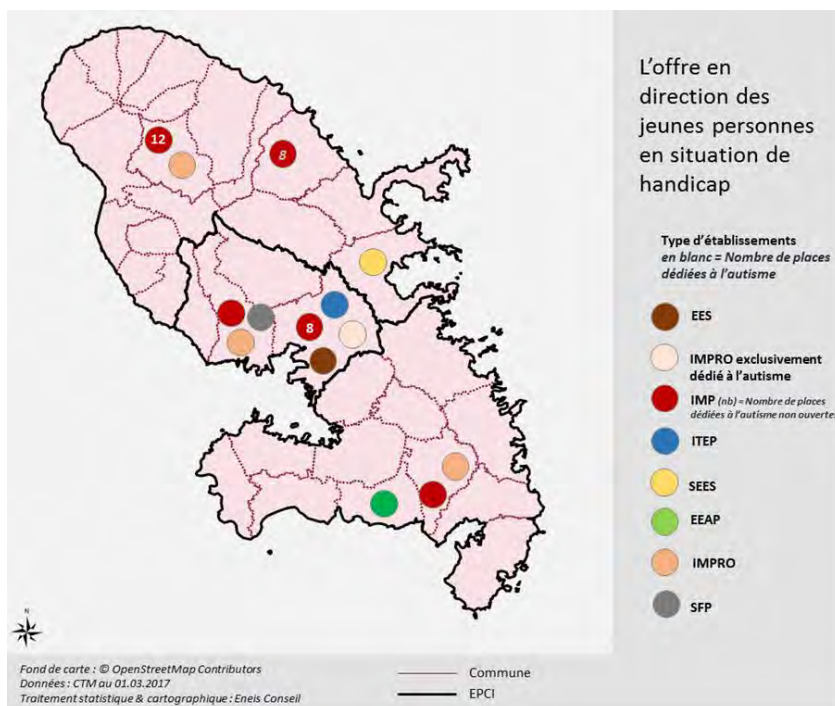 L'offre en
direction des
jeunes personnes
en situation de
handicap
12
8
8
Type d'établissements
en blanc = Nombre de places
dédiées à l'autisme
EES
IMPRO exclusivement
dédié à l'autisme
IMP (nb) = Nombre de places
dédiées à l'autisme non ouverte
ITEP
SEES
EEAP
IMPRO
SFP
N
Fond de carte : © OpenStreetMap Contributors
Données : CTM au 01.03.2017
Traitement statistique & cartographique : Eneis Conseil
Commune
EPCI